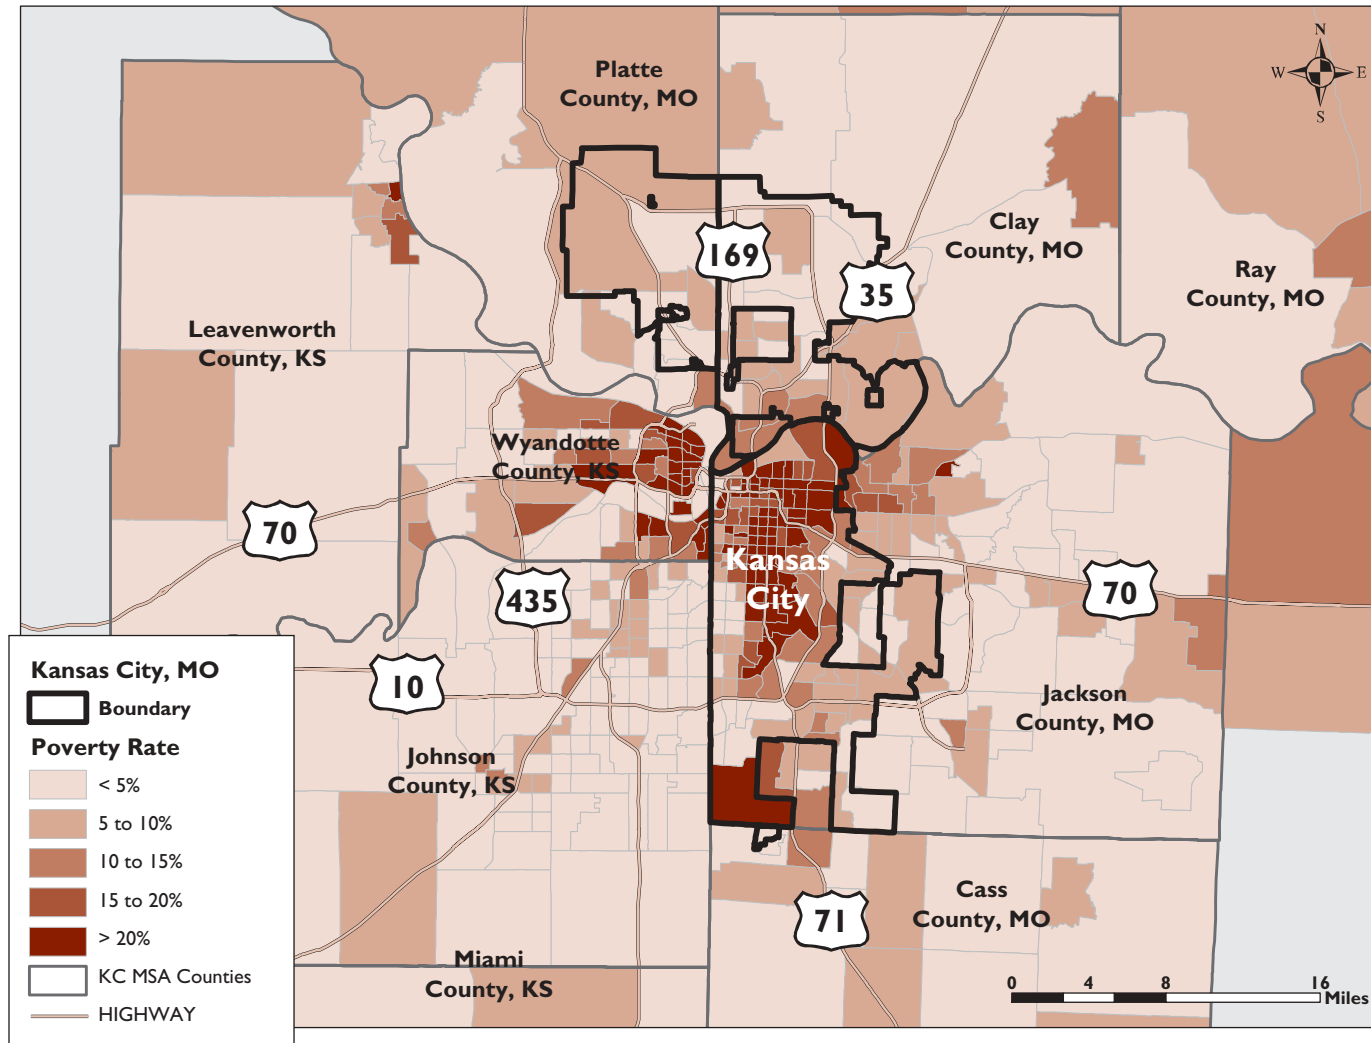 N
W E
S
Platte
County, MO
169
35
Clay
County, MO
Ray
County, MO
Leavenworth
County, KS
Wyandotte
County, KS
70
Kansas
City
435
70
10
Jackson
County, MO
Johnson
County, KS
Cass
County, MO
71
Miami
County, KS
Kansas City, MO
Boundary
Poverty Rate
< 5%
5 to 10%
10 to 15%
15 to 20%
> 20%
KC MSA Counties
HIGHWAY
0 4 8 16
Miles